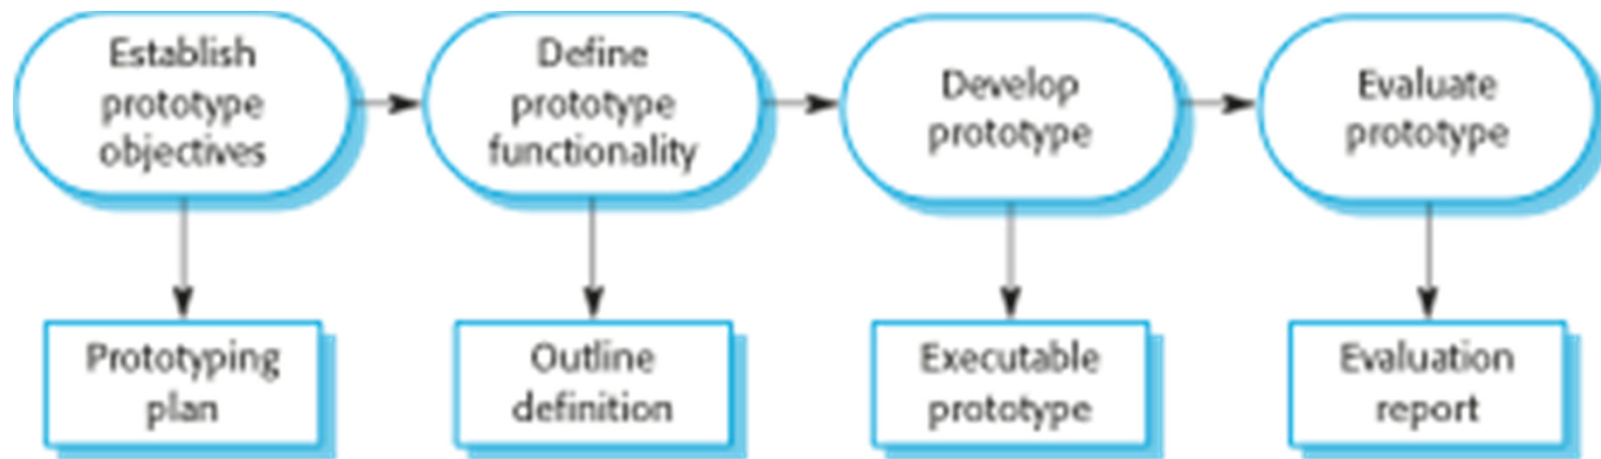 Establish
prototype
objectives
Define
prototype
functionality
Develop
prototype
Evaluate
prototype
Prototyping
plan
Outline
definition
Executable
prototype
Evaluation
report